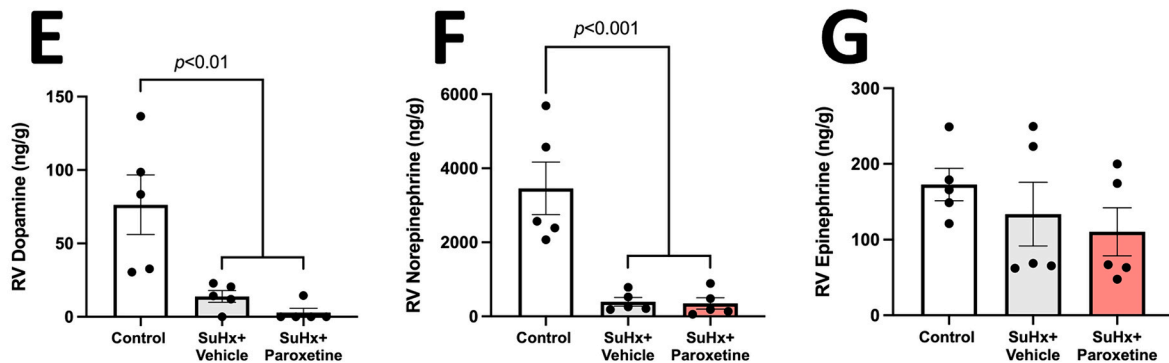 E
p<0.01
RV Dopamine (ng/g)
150
100
50
0
Control
SuHx+
Vehicle
SuHx+
Paroxetine
F
p<0.001
RV Norepinephrine (ng/g)
6000
4000
2000
0
Control
SuHx+
Vehicle
SuHx+
Paroxetine
G
RV Epinephrine (ng/g)
300
200
100
0
Control
SuHx+
Vehicle
SuHx+
Paroxetine